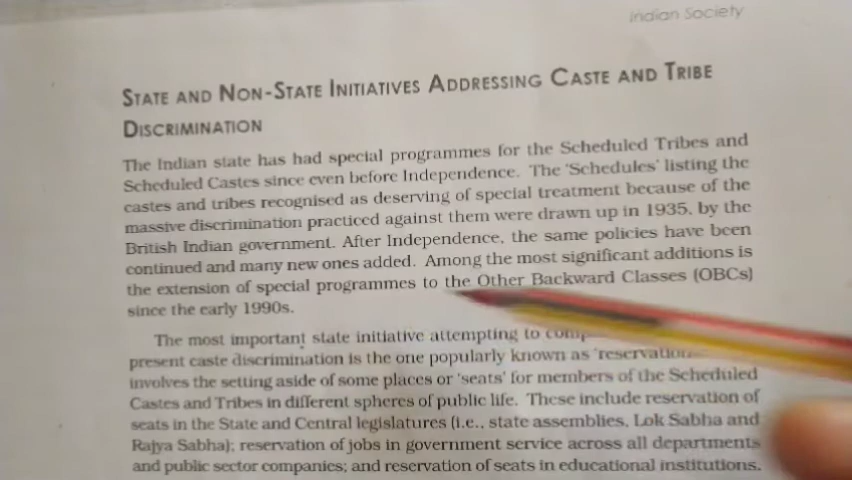 Indian Society
STATE AND NON-STATE INITIATIVES ADDRESSING CASTE AND TRIBE
DISCRIMINATION
The Indian state has had special programmes for the Scheduled Tribes and
Scheduled Castes since even before Independence. The 'Schedules' listing the
castes and tribes recognised as deserving of special treatment because of the
massive discrimination practiced against them were drawn up in 1935, by the
British Indian government. After Independence, the same policies have been
continued and many new ones added. Among the most significant additions is
the extension of special programmes to the Other Backward Classes (OBCs)
since the early 1990s.
The most important state initiative attempting to
present caste discrimination is the one popularly known as
involves the setting aside of some places or 'seats' for members of the Scheduled
Castes and Tribes in different spheres of public life. These include reservation of
seats in the State and Central legislatures (i.e., state assemblies, Lok Sabha and
Rajya Sabha); reservation of jobs in government service across all departments
and public sector companies; and reservation of seats in educational institutions.